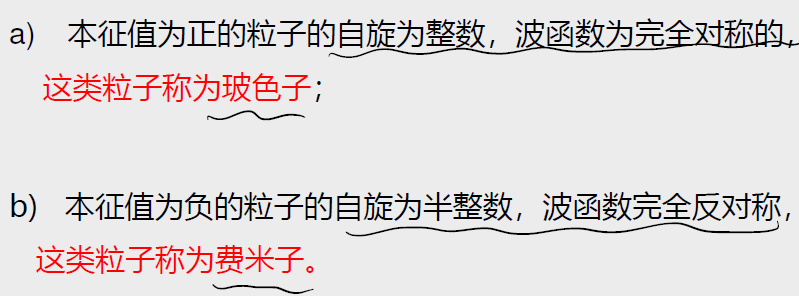 a) 本征值为正的粒子的自旋为整数，波函数为完全对称的，
这类粒子称为玻色子；
b) 本征值为负的粒子的自旋为半整数，波函数完全反对称，
这类粒子称为费米子。